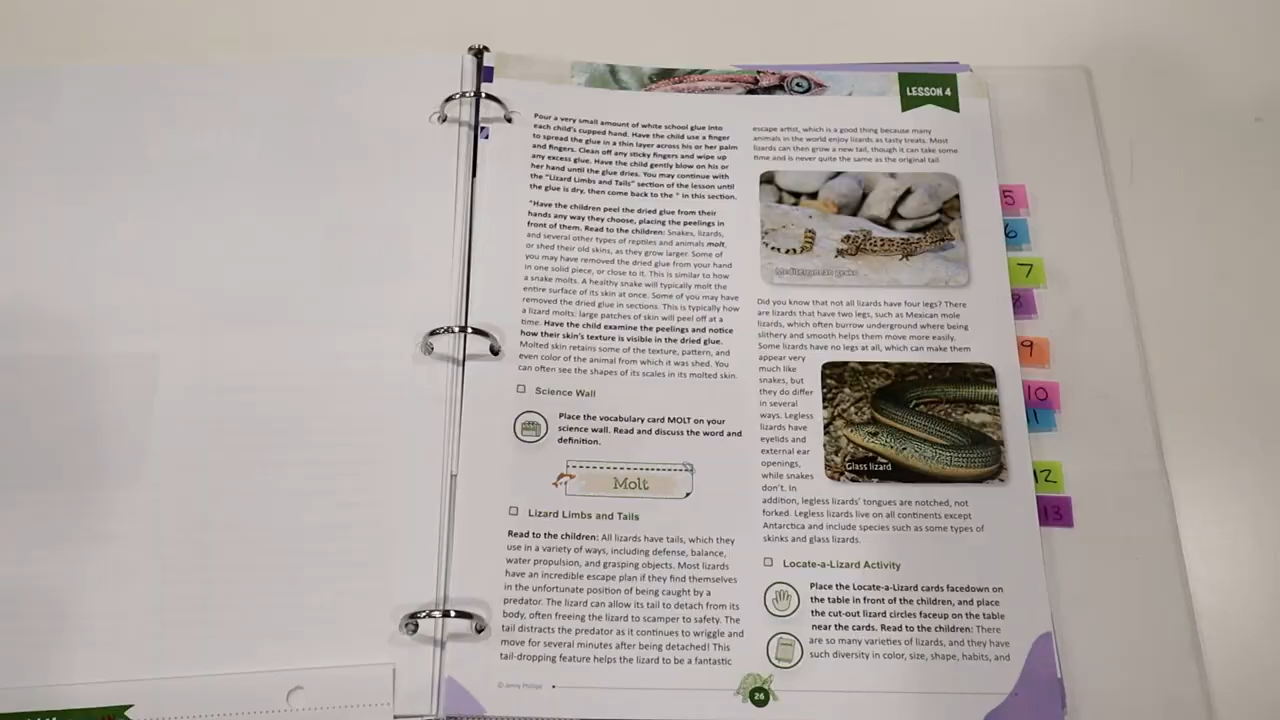 LESSON 4
Pour a very small amount of white school glue into
each child's cupped hand. Have the child use a finger
to spread the glue in a thin layer across his or her palm
and fingers. Clean off any sticky fingers and wipe up
any excess glue. Have the child gently blow on his or
her hand until the glue dries. You may continue with
the "Lizard Limbs and Tails" section of the lesson until
the glue is dry, then come back to the * in this section.
*Have the children peel the dried glue from their
hands any way they choose, placing the peelings in
front of them. Read to the children: Snakes, lizards,
and several other types of reptiles and animals molt,
or shed their old skins, as they grow larger. Some of
you may have removed the dried glue from your hand
in one solid piece, or close to it. This is similar to how
a snake molts. A healthy snake will typically molt the
entire surface of its skin at once. Some of you may have
removed the dried glue in sections. This is typically how
a lizard molts: large patches of skin will peel off at a
time. Have the child examine the peelings and notice
how their skin's texture is visible in the dried glue.
Molted skin retains some of the texture, pattern, and
even color of the animal from which it was shed. You
can often see the shapes of its scales in its molted skin.
Science Wall
Place the vocabulary card MOLT on your
science wall. Read and discuss the word and
definition.
Molt
Lizard Limbs and Tails
Read to the children: All lizards have tails, which they
use in a variety of ways, including defense, balance,
water propulsion, and grasping objects. Most lizards
have an incredible escape plan if they find themselves
in the unfortunate position of being caught by a
predator. The lizard can allow its tail to detach from its
body, often freeing the lizard to scamper to safety. The
tail distracts the predator as it continues to wriggle and
move for several minutes after being detached! This
tail-dropping feature helps the lizard to be a fantastic
escape artist, which is a good thing because many
animals in the world enjoy lizards as tasty treats. Most
lizards can then grow a new tail, though it can take some
time and is never quite the same as the original tail.
Mediterranean gecko
Did you know that not all lizards have four legs? There
are lizards that have two legs, such as Mexican mole
lizards, which often burrow underground where being
slithery and smooth helps them move more easily.
Some lizards have no legs at all, which can make them
appear very
much like
snakes, but
they do differ
in several
ways. Legless
lizards have
eyelids and
external ear
openings,
while snakes
don't. In
addition, legless lizards' tongues are notched, not
forked. Legless lizards live on all continents except
Antarctica and include species such as some types of
skinks and glass lizards.
Glass lizard
Locate-a-Lizard Activity
Place the Locate-a-Lizard cards facedown on
the table in front of the children, and place
the cut-out lizard circles faceup on the table
near the cards. Read to the children: There
are so many varieties of lizards, and they have
such diversity in color, size, shape, habits, and
© Jenny Phillips
26
5
6
7
8
9
10
12
13